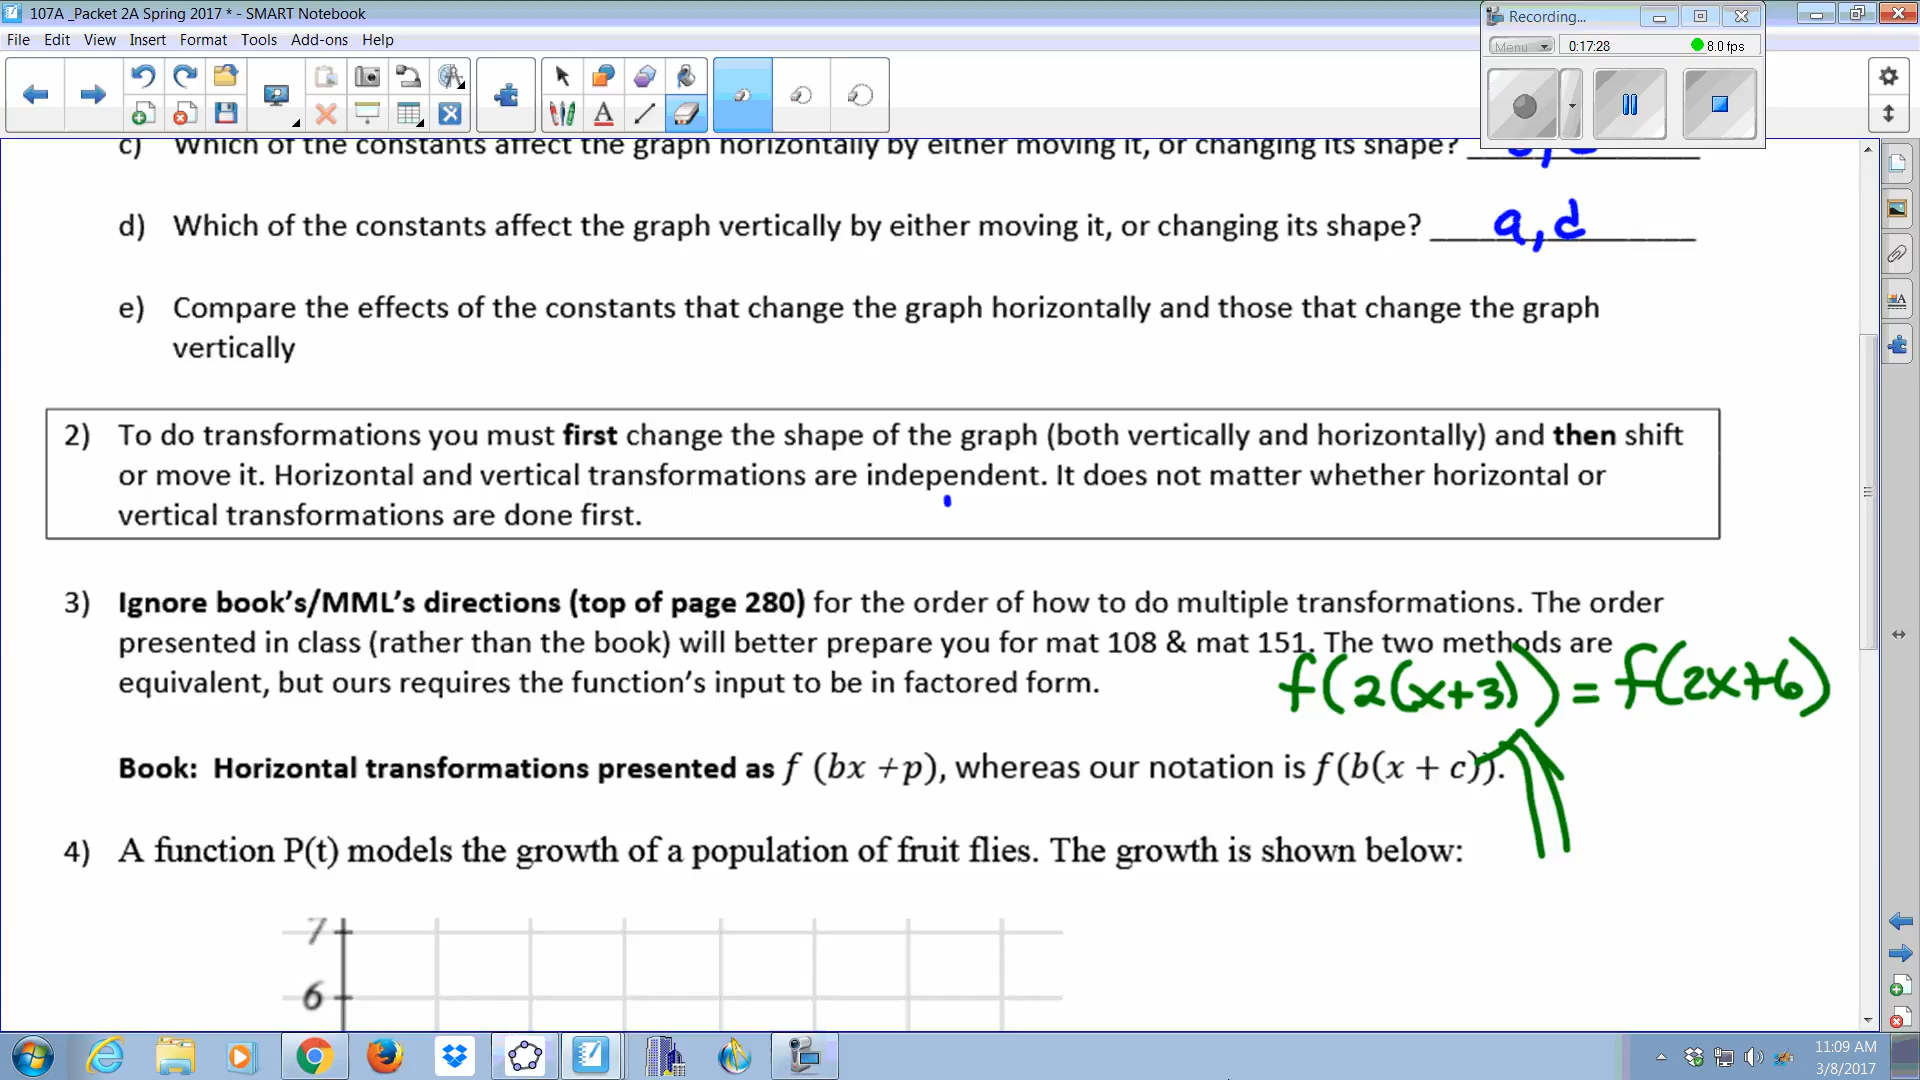 107A _Packet 2A Spring 2017 * - SMART Notebook
Recording...
File Edit View Insert Format Tools Add-ons Help
Menu 0:17:28 8.0 fps
c) Which of the constants affect the graph horizontally by either moving it, or changing its shape?
d) Which of the constants affect the graph vertically by either moving it, or changing its shape? a, d
e) Compare the effects of the constants that change the graph horizontally and those that change the graph
vertically
2) To do transformations you must first change the shape of the graph (both vertically and horizontally) and then shift
or move it. Horizontal and vertical transformations are independent. It does not matter whether horizontal or
vertical transformations are done first.
3) Ignore book's/MML's directions (top of page 280) for the order of how to do multiple transformations. The order
presented in class (rather than the book) will better prepare you for mat 108 & mat 151. The two methods are
equivalent, but ours requires the function's input to be in factored form.
f(2(x+3)) = f(2x+6)
Book: Horizontal transformations presented as f (bx +p), whereas our notation is f(b(x + c)).
4) A function P(t) models the growth of a population of fruit flies. The growth is shown below:
7
6
11:09 AM
3/8/2017